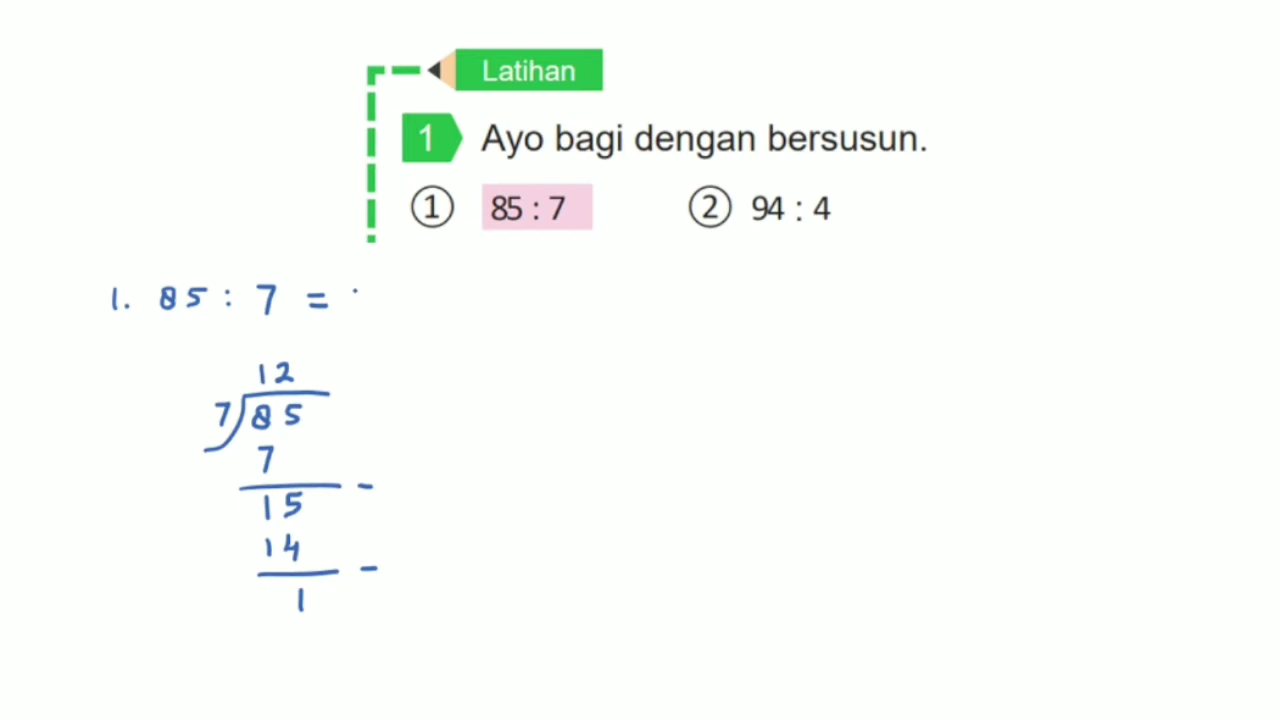 Latihan
1 Ayo bagi dengan bersusun.
① 85 : 7 ② 94 : 4
1. 85 : 7 =
12
7 85
7
15 -
14 -
1